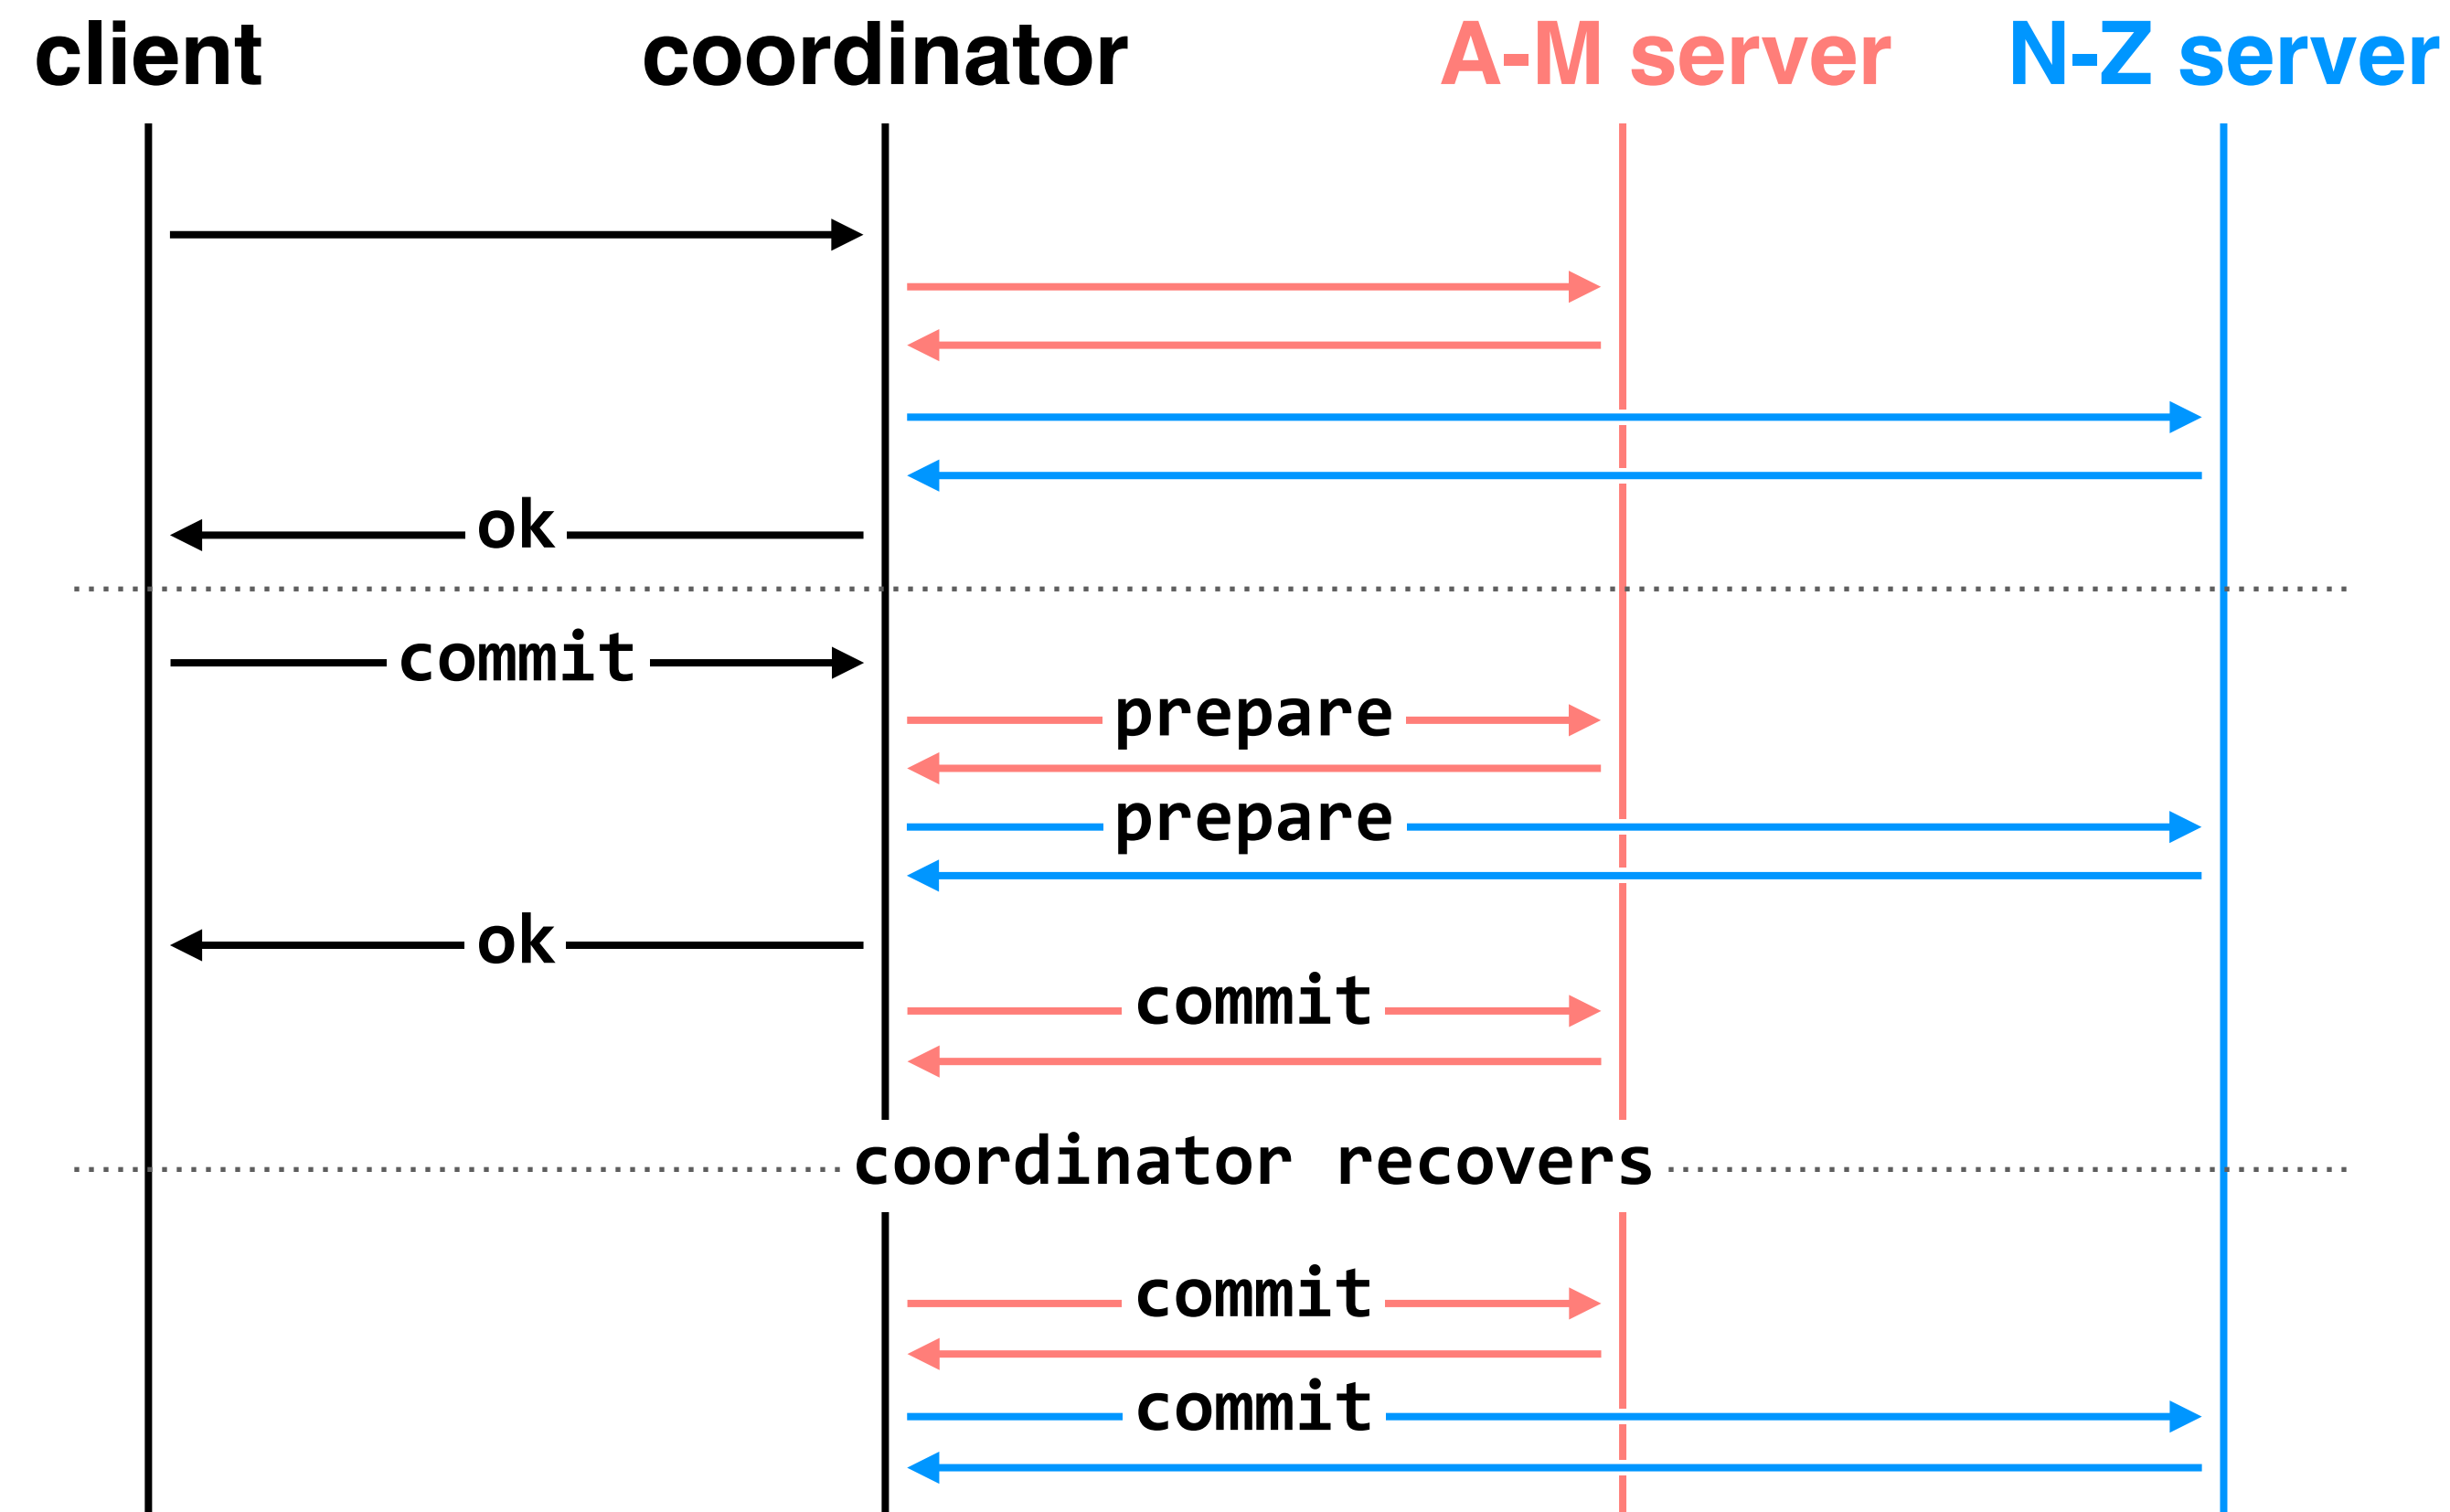 client coordinator A-M server N-Z server
ok
commit
prepare
prepare
ok
commit
coordinator recovers
commit
commit